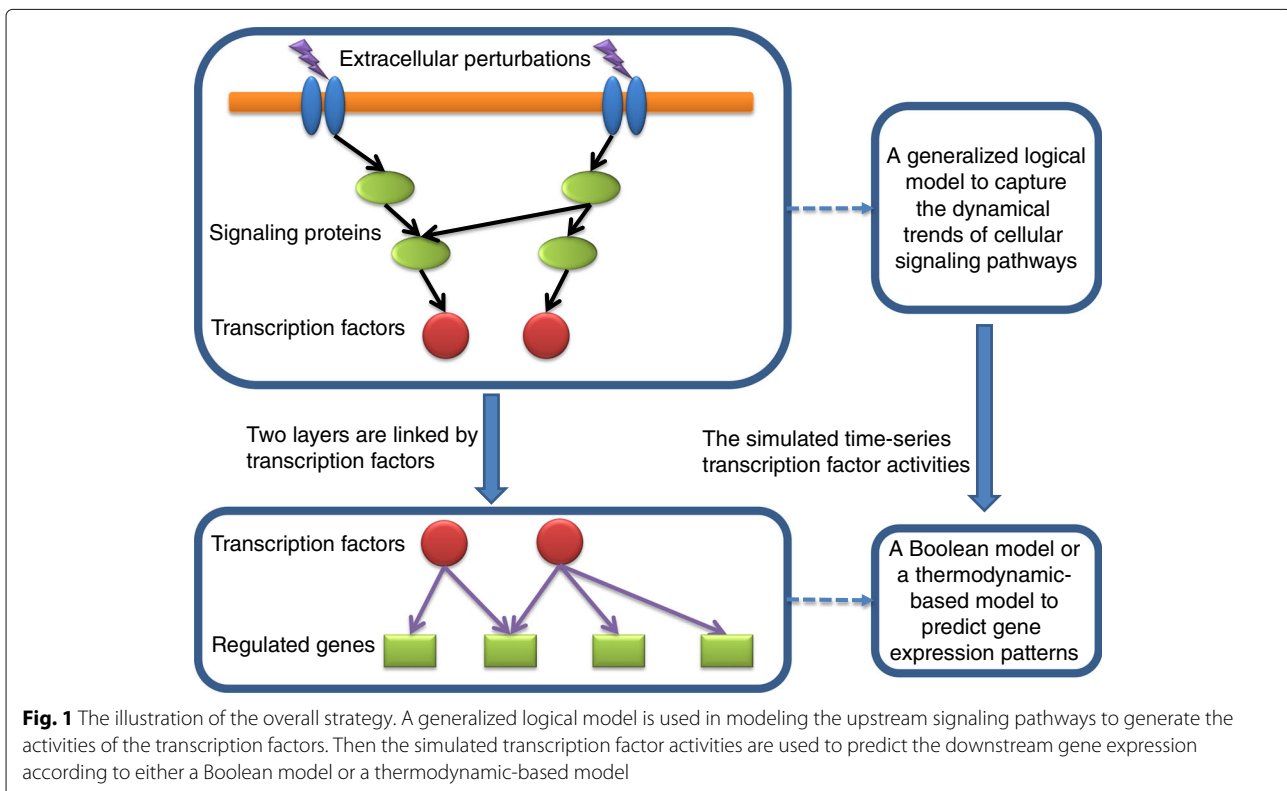 Extracellular perturbations
Signaling proteins
Transcription factors
A generalized logical
model to capture
the dynamical
trends of cellular
signaling pathways
Two layers are linked by
transcription factors
The simulated time-series
transcription factor activities
Transcription factors
Regulated genes
A Boolean model or
a thermodynamic-
based model to
predict gene
expression patterns
Fig. 1 The illustration of the overall strategy. A generalized logical model is used in modeling the upstream signaling pathways to generate the
activities of the transcription factors. Then the simulated transcription factor activities are used to predict the downstream gene expression
according to either a Boolean model or a thermodynamic-based model